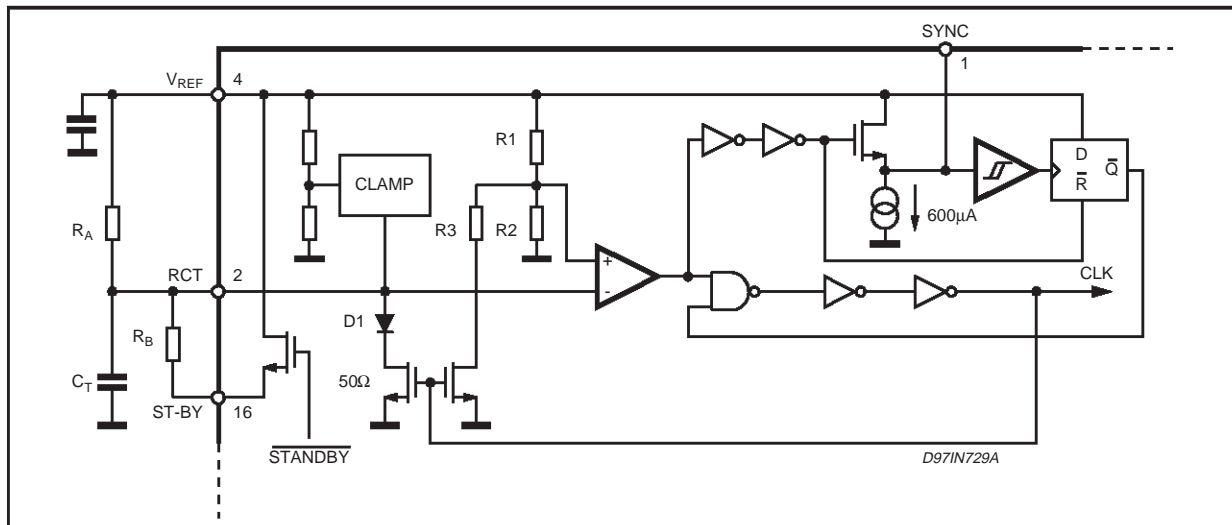 SYNC
1
VREF 4
R1
D
Q
R
CLAMP
600µA
RA
R3 R2
+
-
RCT 2
CLK
D1
RB
50Ω
CT
ST-BY 16
STANDBY
D97IN729A